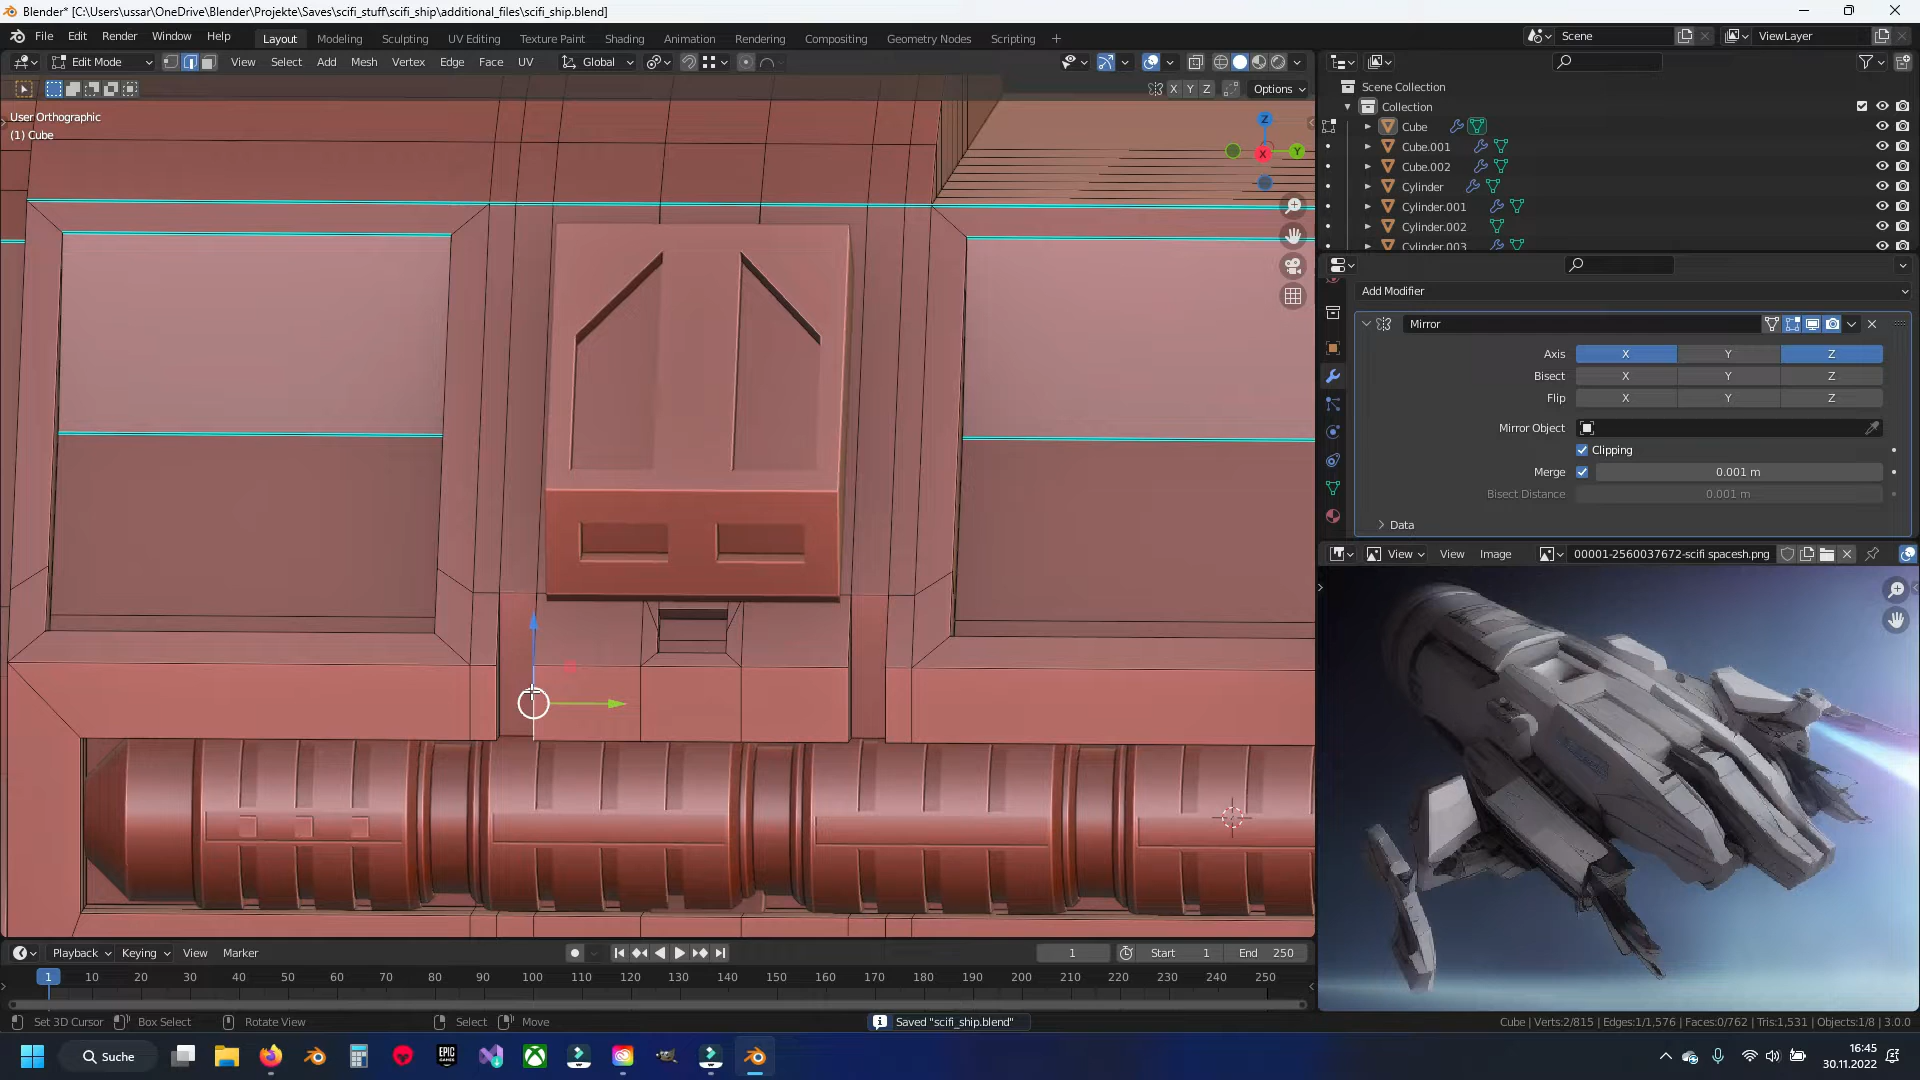 Blender* [C:\Users\ussar\OneDrive\Blender\Projekte\Saves\scifi_stuff\scifi_ship\additional_files\scifi_ship.blend]
File Edit Render Window Help
Layout Modeling Sculpting UV Editing Texture Paint Shading Animation Rendering Compositing Geometry Nodes Scripting +
Scene
ViewLayer
Edit Mode
View Select Add Mesh Vertex Edge Face UV
Global
X Y Z
Options
User Orthographic
(1) Cube
Z
X
Y
Scene Collection
Collection
Cube
Cube.001
Cube.002
Cylinder
Cylinder.001
Cylinder.002
Cylinder.003
Add Modifier
Mirror
Axis X Y Z
Bisect X Y Z
Flip X Y Z
Mirror Object
Clipping
Merge 0.001 m
Bisect Distance 0.001 m
Data
View View Image 00001-2560037672-scifi spacesh.png
Playback Keying View Marker
1 Start 1 End 250
1 10 20 30 40 50 60 70 80 90 100 110 120 130 140 150 160 170 180 190 200 210 220 230 240 250
Set 3D Cursor Box Select Rotate View Select Move
Saved "scifi_ship.blend"
Cube | Verts:2/815 | Edges:1/1,576 | Faces:0/762 | Tris:1,531 | Objects:1/8 | 3.0.0
Suche
EPIC GAMES
16:45
30.11.2022